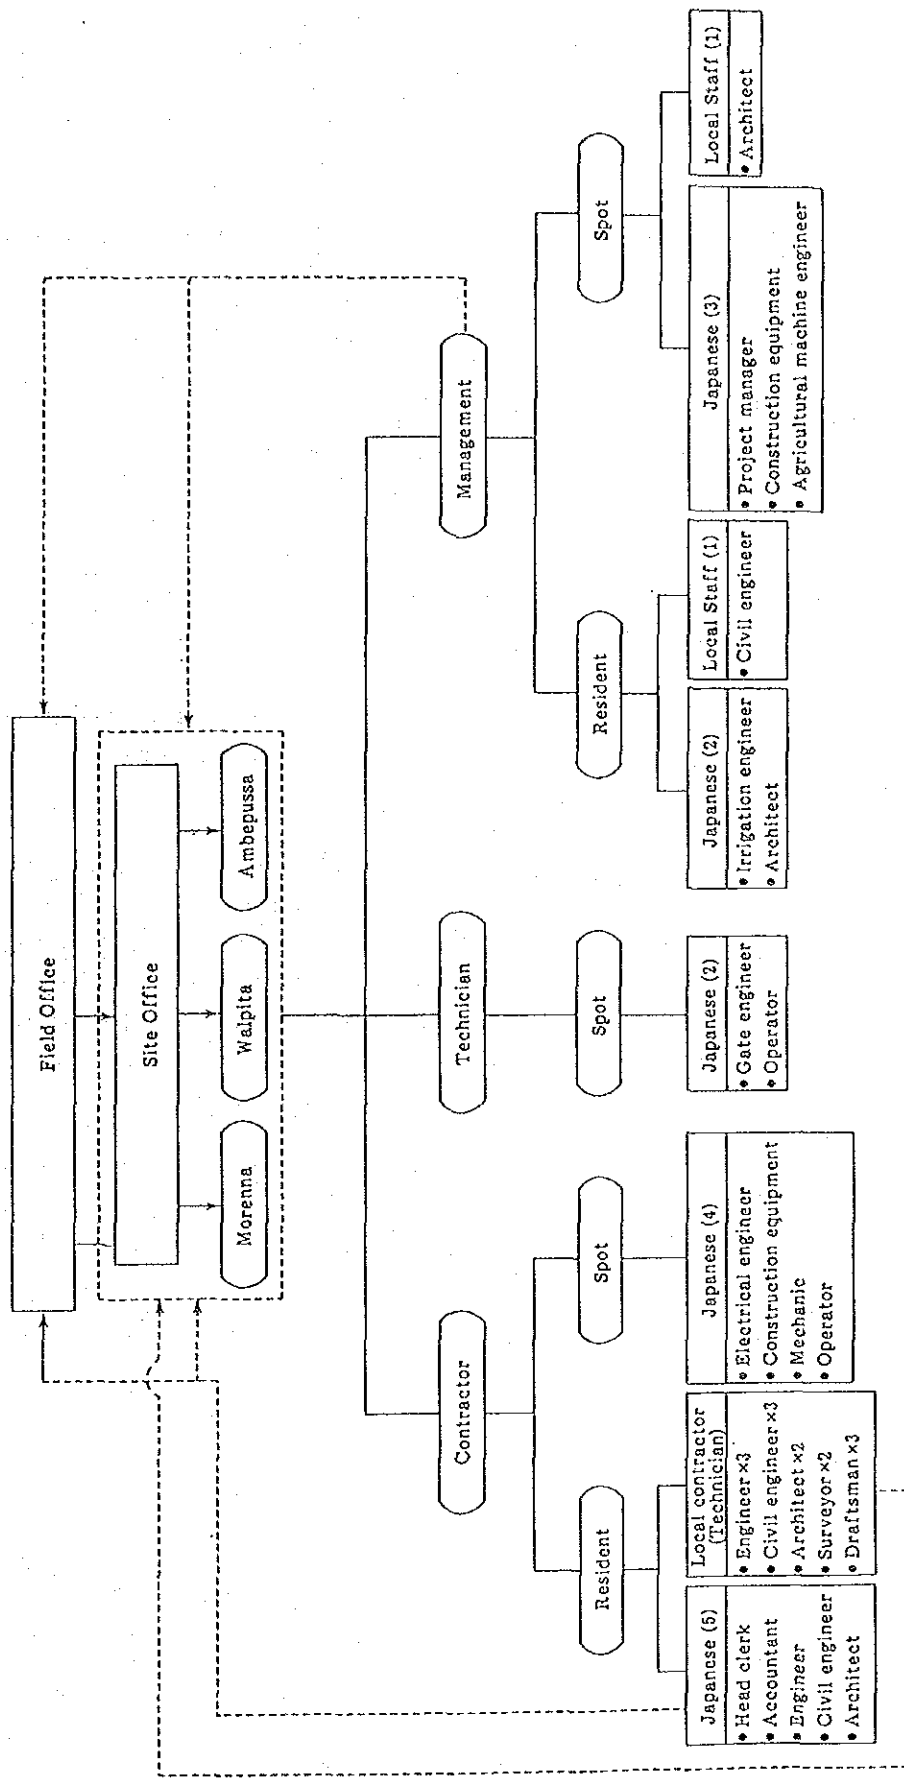 Field Office
Site Office
Morenna
Walpita
Ambepussa
Contractor
Technician
Management
Resident
Spot
Spot
Resident
Spot
Japanese (5)
• Head clerk
• Accountant
• Engineer
• Civil engineer
• Architect
Local contractor
(Technician)
• Engineer ×3
• Civil engineer ×3
• Architect ×2
• Surveyor ×2
• Draftsman ×3
Japanese (4)
• Electrical engineer
• Construction equipment
• Mechanic
• Operator
Japanese (2)
• Gate engineer
• Operator
Japanese (2)
• Irrigation engineer
• Architect
Local Staff (1)
• Civil engineer
Japanese (3)
• Project manager
• Construction equipment
• Agricultural machine engineer
Local Staff (1)
• Architect